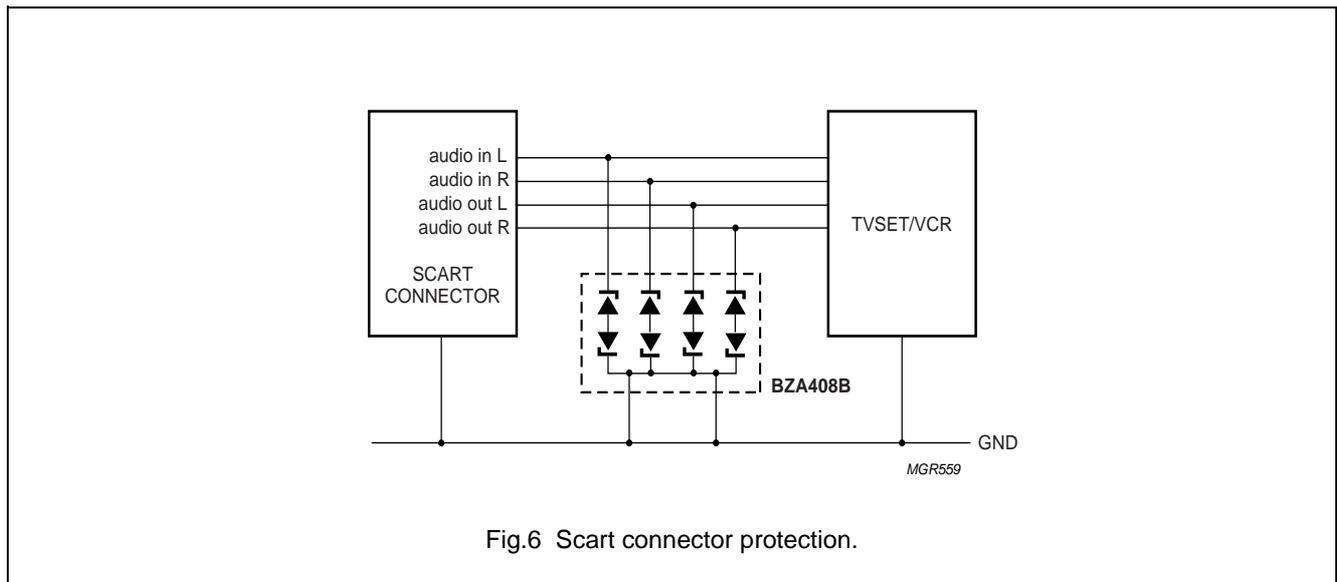 audio in L
audio in R
audio out L
audio out R
SCART
CONNECTOR
TVSET/VCR
BZA408B
GND
MGR559
Fig.6 Scart connector protection.